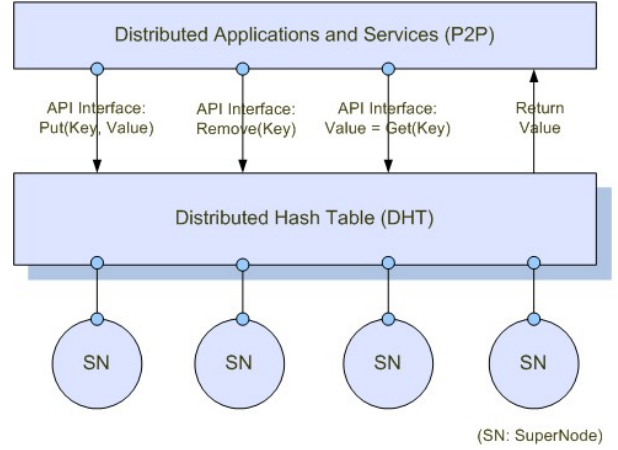 Distributed Applications and Services (P2P)
API Interface:
Put(Key, Value)
API Interface:
Remove(Key)
API Interface:
Value = Get(Key)
Return
Value
Distributed Hash Table (DHT)
SN
SN
SN
SN
(SN: SuperNode)